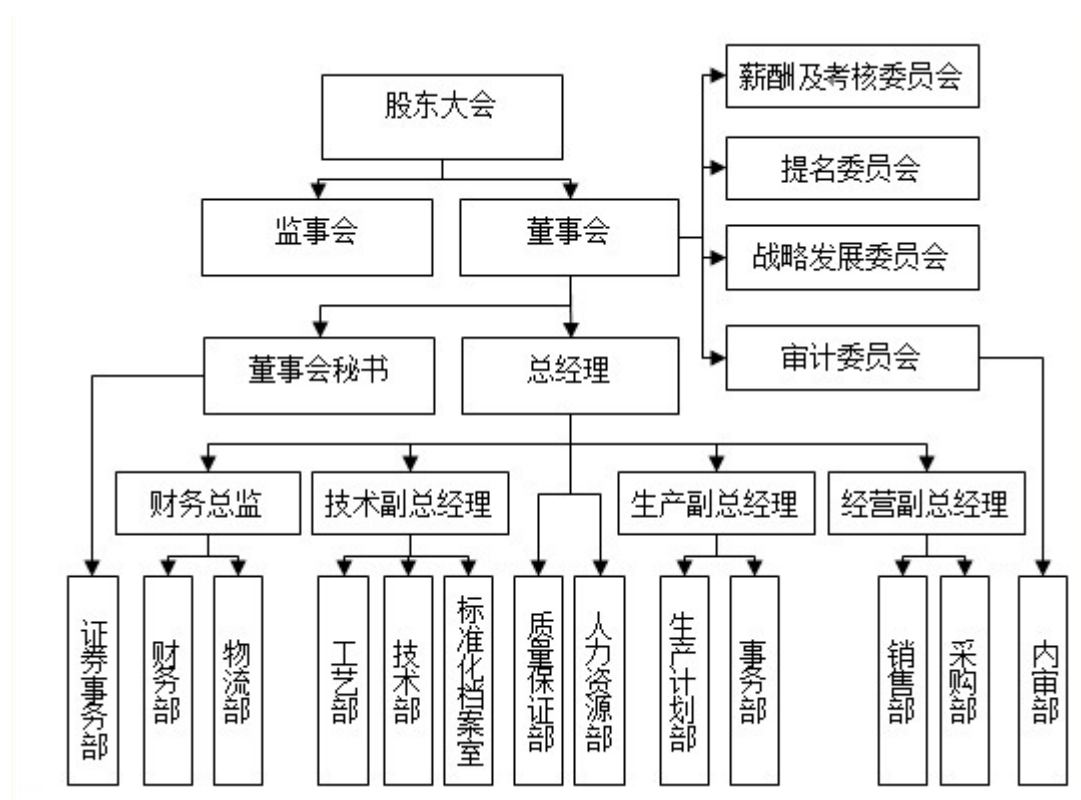 股东大会
薪酬及考核委员会
提名委员会
监事会
董事会
战略发展委员会
董事会秘书
总经理
审计委员会
财务总监
技术副总经理
生产副总经理
经营副总经理
证券事务部
财务部
物流部
工艺部
技术部
标准化档案室
质量保证部
人力资源部
生产计划部
事务部
销售部
采购部
内审部